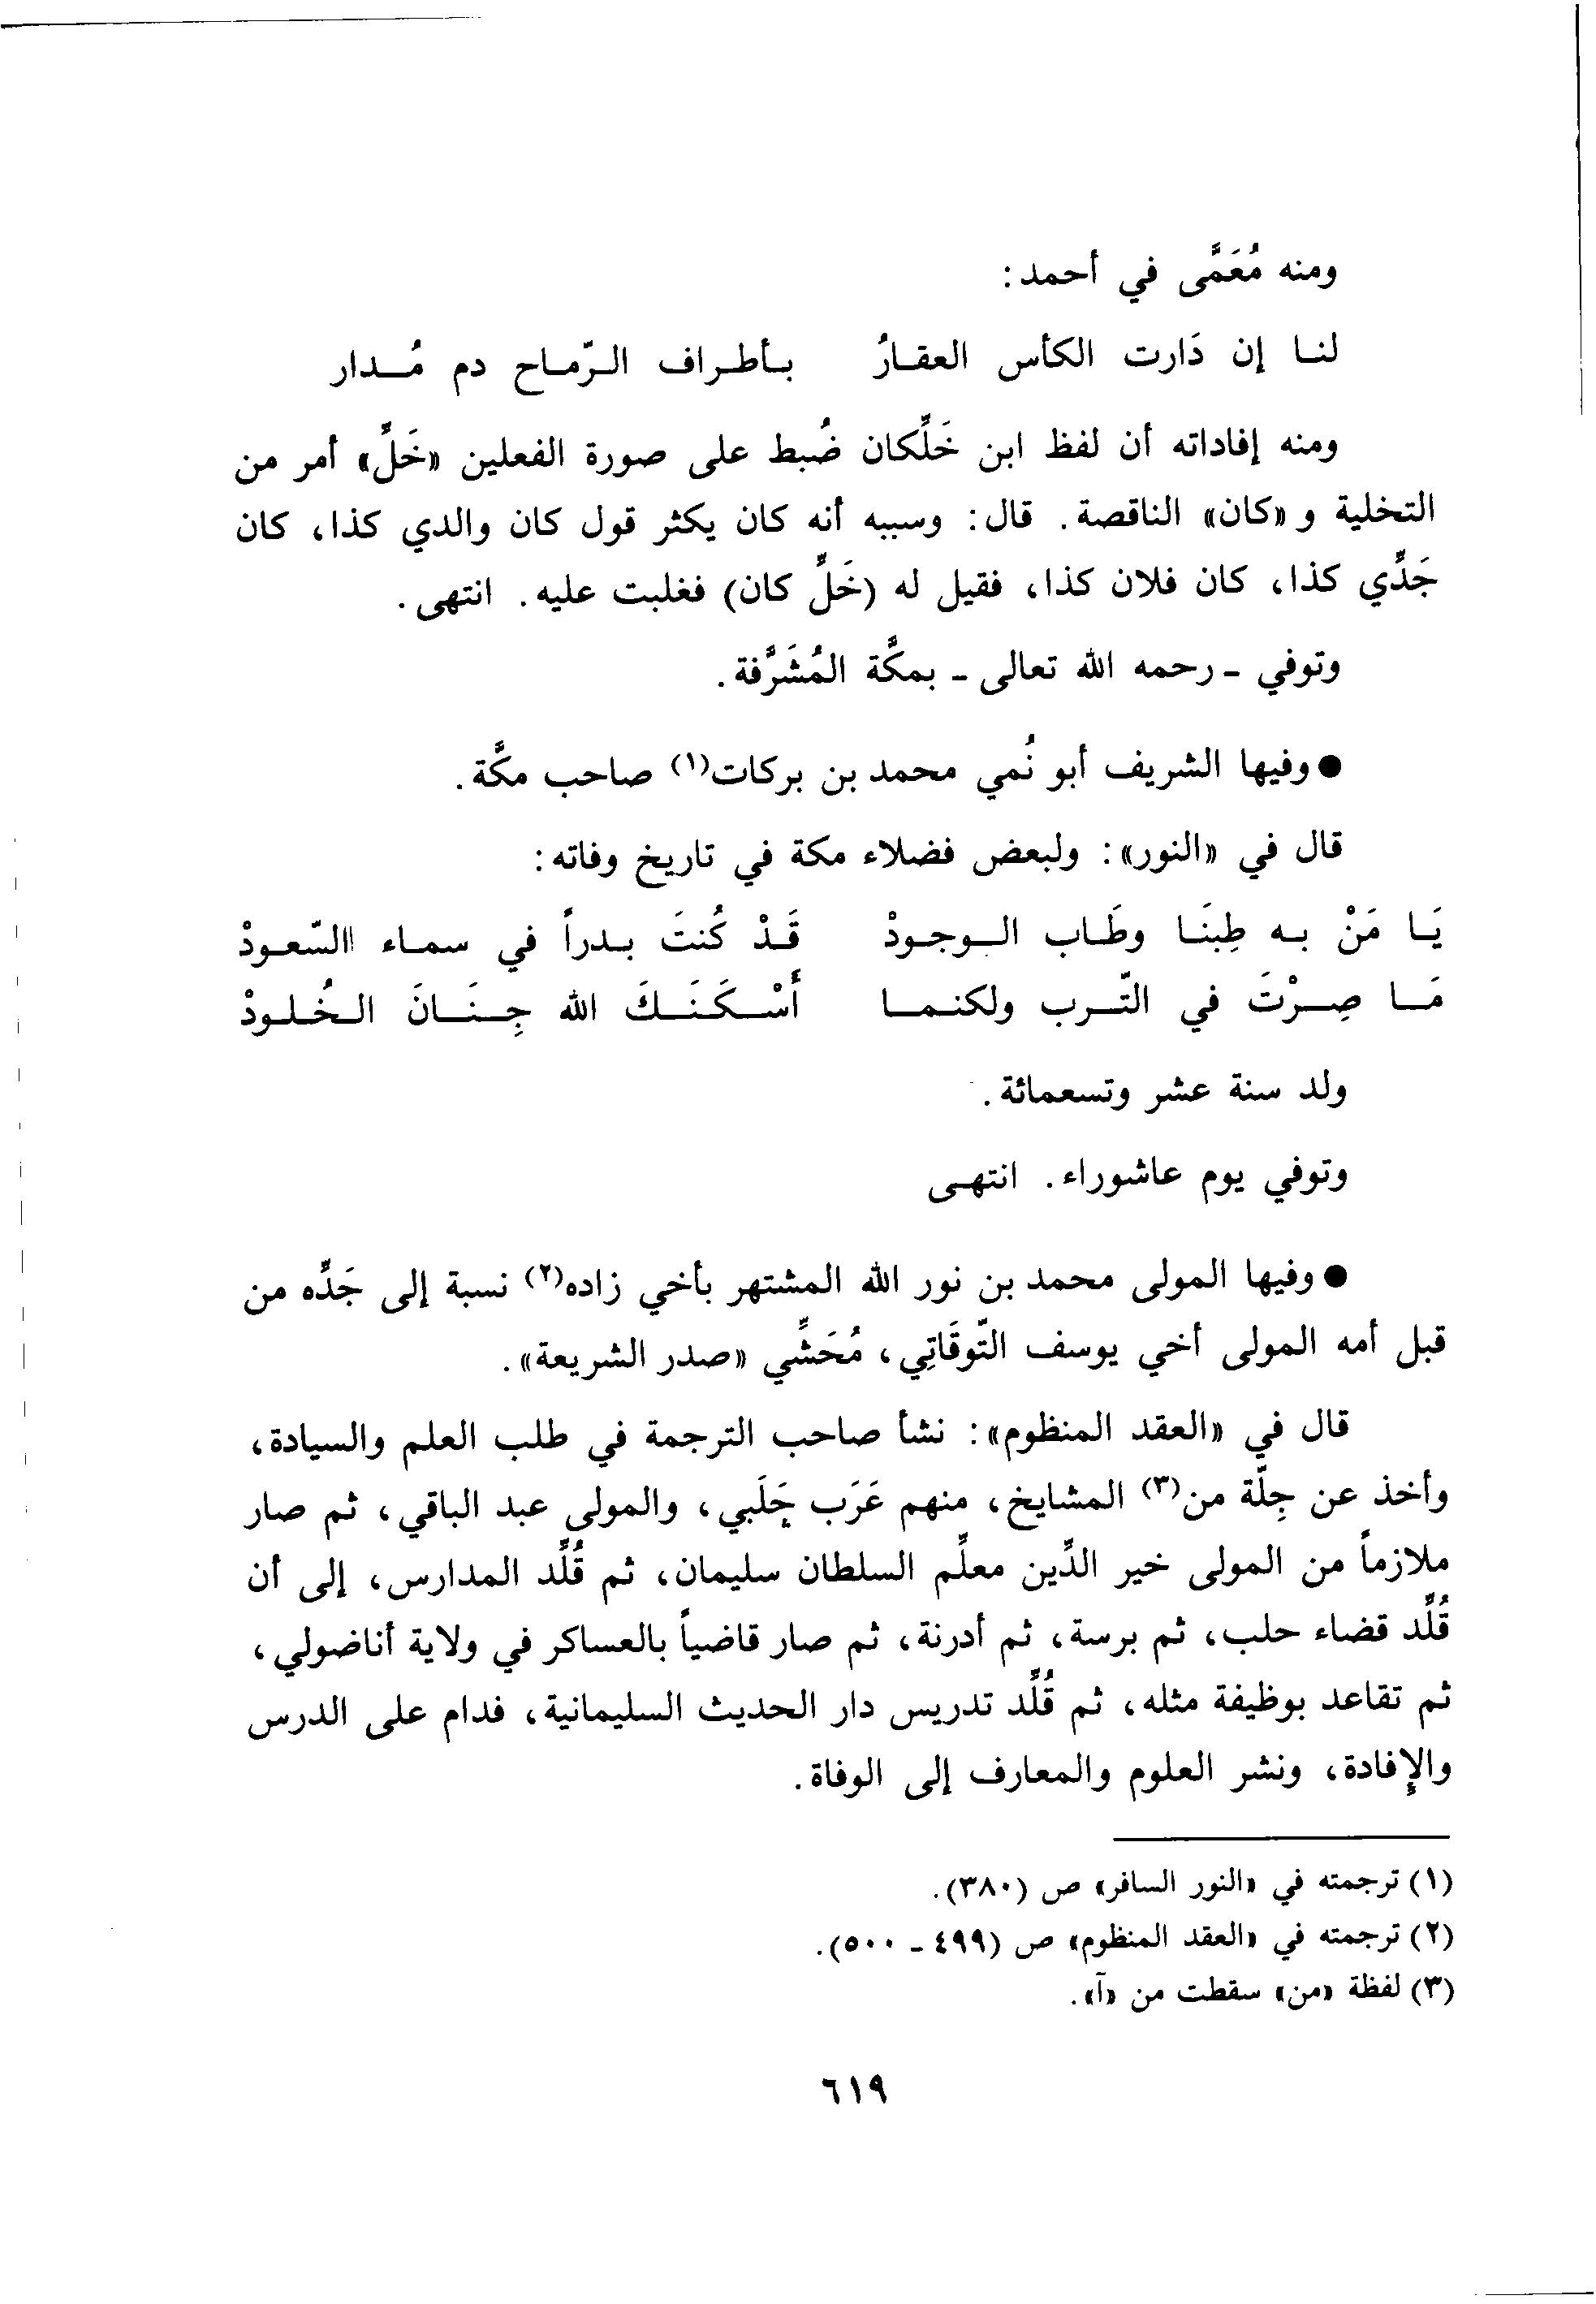 ومنه مُعَمًّى في أحمد:
لنا إن دَارت الكأس العقارُ بأطراف الرّماح دم مُدار
ومنه إفاداته أن لفظ ابن خَلِّكان ضُبط على صورة الفعلين «خَلِّ» أمر من
التخلية و«كان» الناقصة. قال: وسببه أنه كان يكثر قول كان والدي كذا، كان
جَدِّي كذا، كان فلان كذا، فقيل له (خَلِّ كان) فغلبت عليه. انتهى.
وتوفي - رحمه الله تعالى - بمكَّة المُشَرَّفة.
● وفيها الشريف أبو نُمي محمد بن بركات(١) صاحب مكَّة.
قال في «النور»: ولبعض فضلاء مكة في تاريخ وفاته:
يَا مَنْ به طِبنَا وطَاب الوجودْ قَدْ كُنتَ بدراً في سماء االسّعودْ
مَا صِرْتَ في التّرب ولكنما أَسْكَنَكَ الله جِنَانَ الخُلودْ
ولد سنة عشر وتسعمائة.
وتوفي يوم عاشوراء. انتهى
● وفيها المولى محمد بن نور الله المشتهر بأخي زاده(٢) نسبة إلى جَدِّه من
قبل أمه المولى أخي يوسف التّوقَاتِي، مُحَشِّي «صدر الشريعة».
قال في «العقد المنظوم»: نشأ صاحب الترجمة في طلب العلم والسيادة،
وأخذ عن جِلّة من(٣) المشايخ، منهم عَرَب جَلَبي، والمولى عبد الباقي، ثم صار
ملازماً من المولى خير الدِّين معلِّم السلطان سليمان، ثم قُلِّد المدارس، إلى أن
قُلِّد قضاء حلب، ثم برسة، ثم أدرنة، ثم صار قاضياً بالعساكر في ولاية أناضولي،
ثم تقاعد بوظيفة مثله، ثم قُلِّد تدريس دار الحديث السليمانية، فدام على الدرس
والإفادة، ونشر العلوم والمعارف إلى الوفاة.
(١) ترجمته في «النور السافر» ص (٣٨٠).
(٢) ترجمته في «العقد المنظوم» ص (٤٩٩ - ٥٠٠).
(٣) لفظة «من» سقطت من «آ».
٦١٩